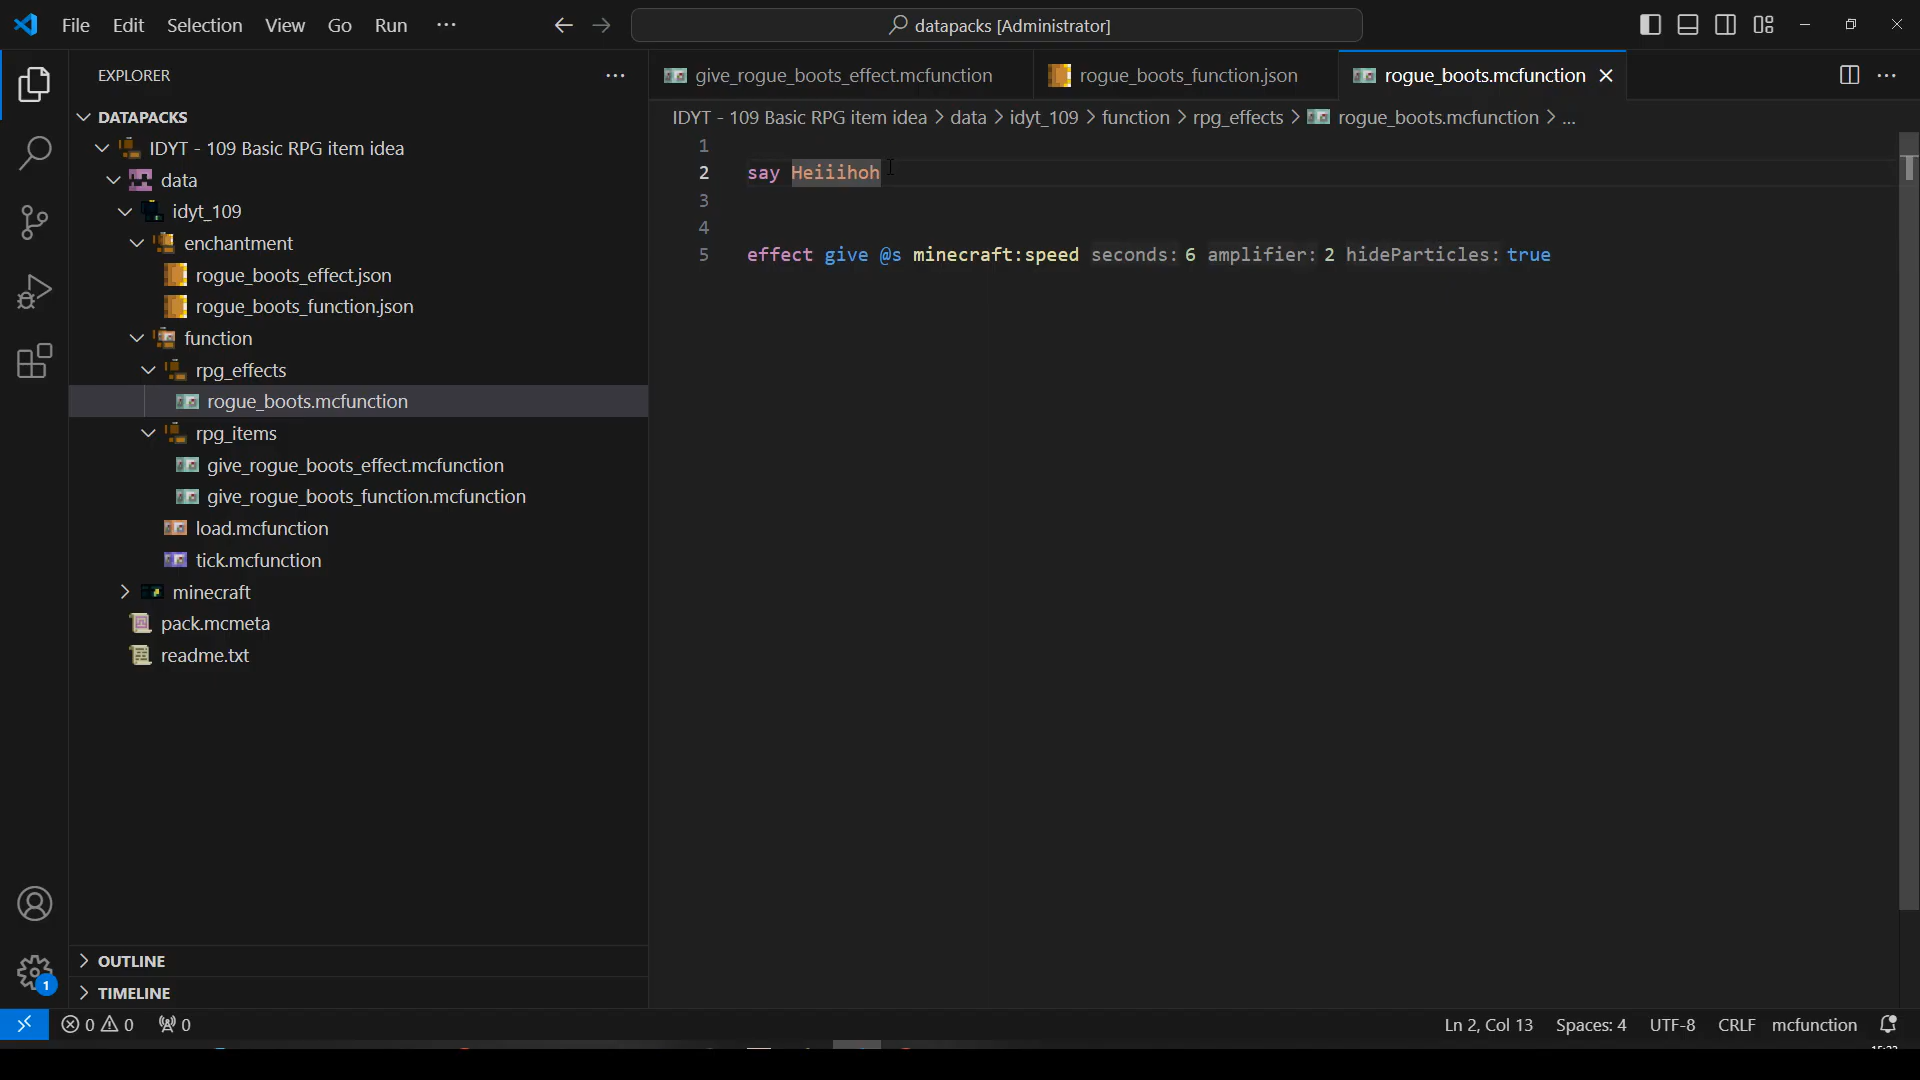 File Edit Selection View Go Run ···
datapacks [Administrator]
EXPLORER ···
DATAPACKS
IDYT - 109 Basic RPG item idea
data
idyt_109
enchantment
rogue_boots_effect.json
rogue_boots_function.json
function
rpg_effects
rogue_boots.mcfunction
rpg_items
give_rogue_boots_effect.mcfunction
give_rogue_boots_function.mcfunction
load.mcfunction
tick.mcfunction
minecraft
pack.mcmeta
readme.txt
OUTLINE
TIMELINE
give_rogue_boots_effect.mcfunction rogue_boots_function.json rogue_boots.mcfunction
IDYT - 109 Basic RPG item idea > data > idyt_109 > function > rpg_effects > rogue_boots.mcfunction > ...
1
2 say Heiiihoh
3
4
5 effect give @s minecraft:speed seconds: 6 amplifier: 2 hideParticles: true
1
0 0 0
Ln 2, Col 13 Spaces: 4 UTF-8 CRLF mcfunction